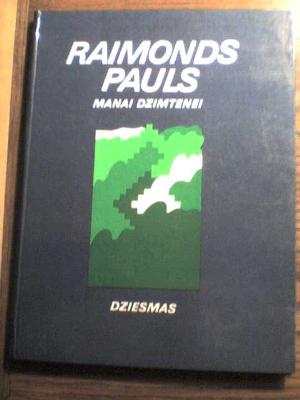 RAIMONDS
PAULS
MANAI DZIMTENEI
DZIESMAS